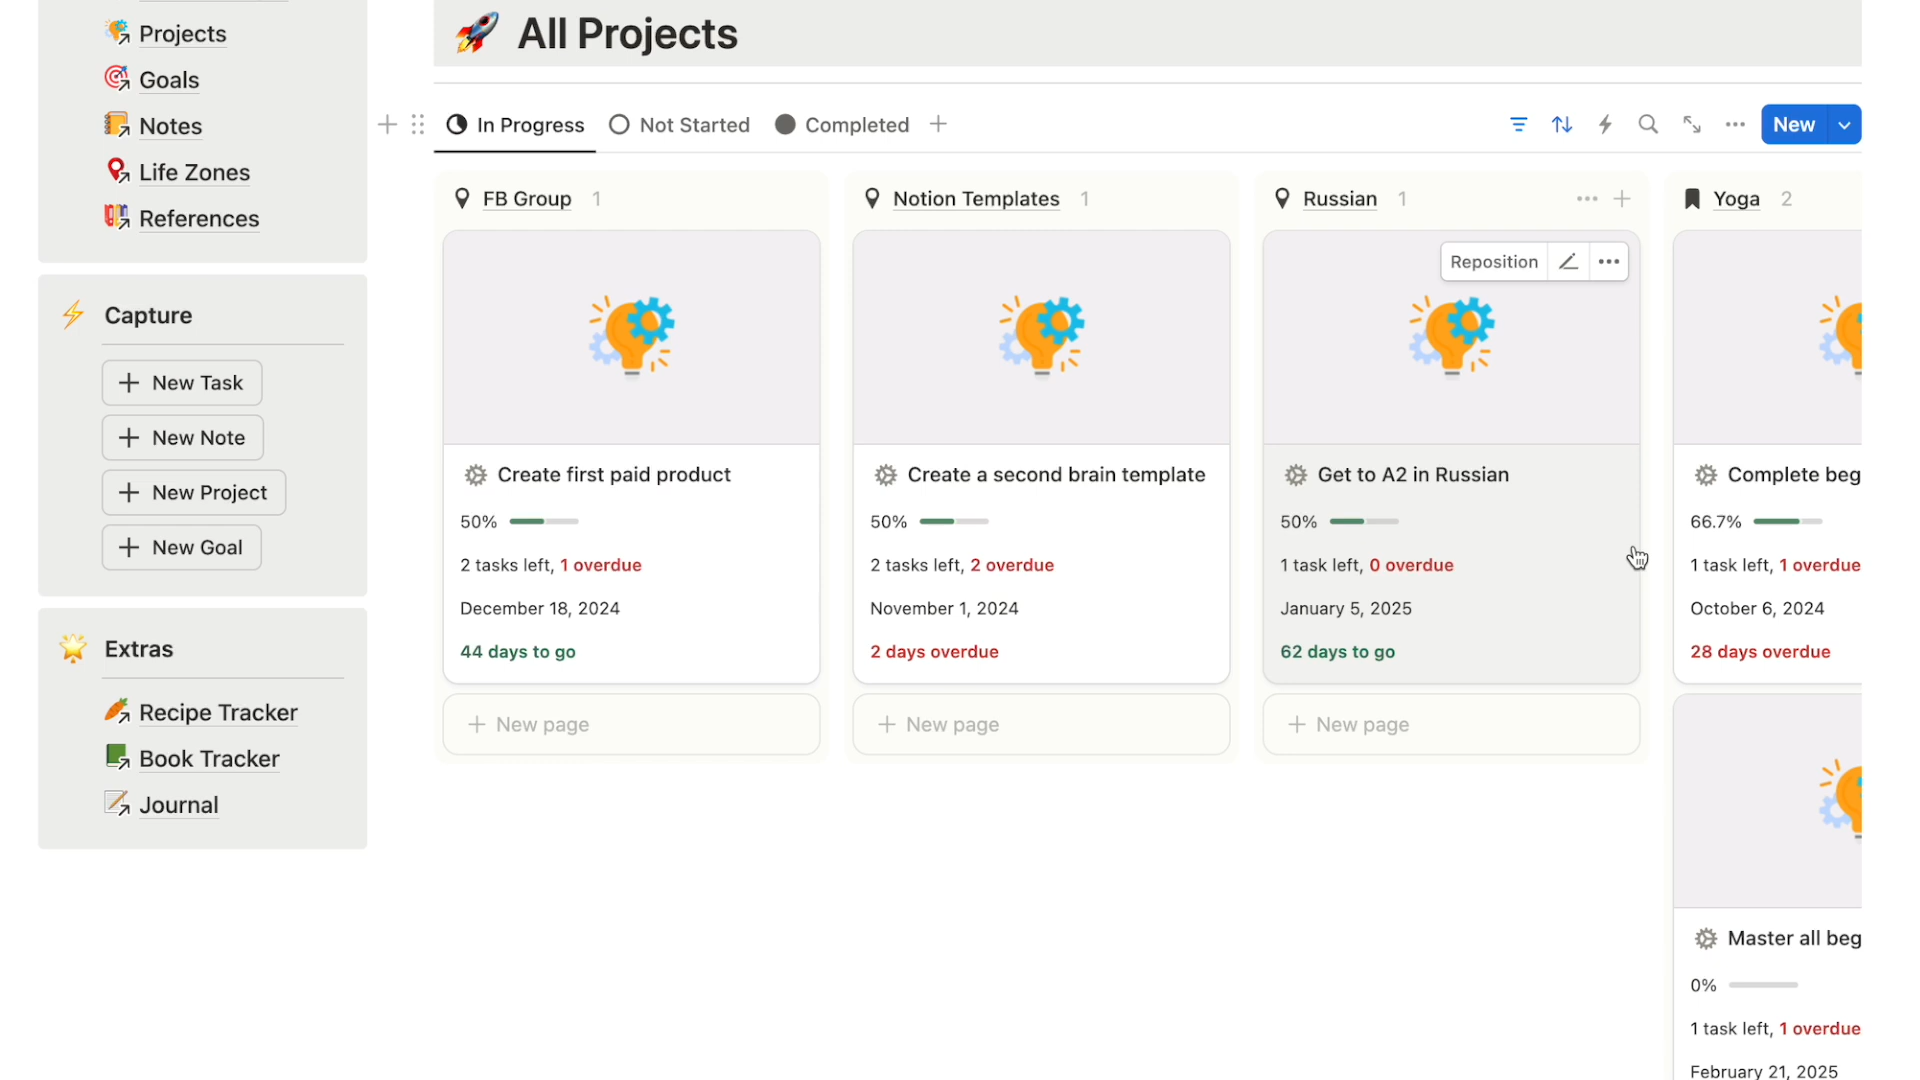 Projects
Goals
Notes
Life Zones
References
Capture
New Task
New Note
New Project
New Goal
Extras
Recipe Tracker
Book Tracker
Journal
All Projects
In Progress Not Started Completed
New
FB Group 1
Create first paid product
50%
2 tasks left, 1 overdue
December 18, 2024
44 days to go
New page
Notion Templates 1
Create a second brain template
50%
2 tasks left, 2 overdue
November 1, 2024
2 days overdue
New page
Russian 1
Reposition
Get to A2 in Russian
50%
1 task left, 0 overdue
January 5, 2025
62 days to go
New page
Yoga 2
Complete beg
66.7%
1 task left, 1 overdue
October 6, 2024
28 days overdue
Master all beg
0%
1 task left, 1 overdue
February 21, 2025